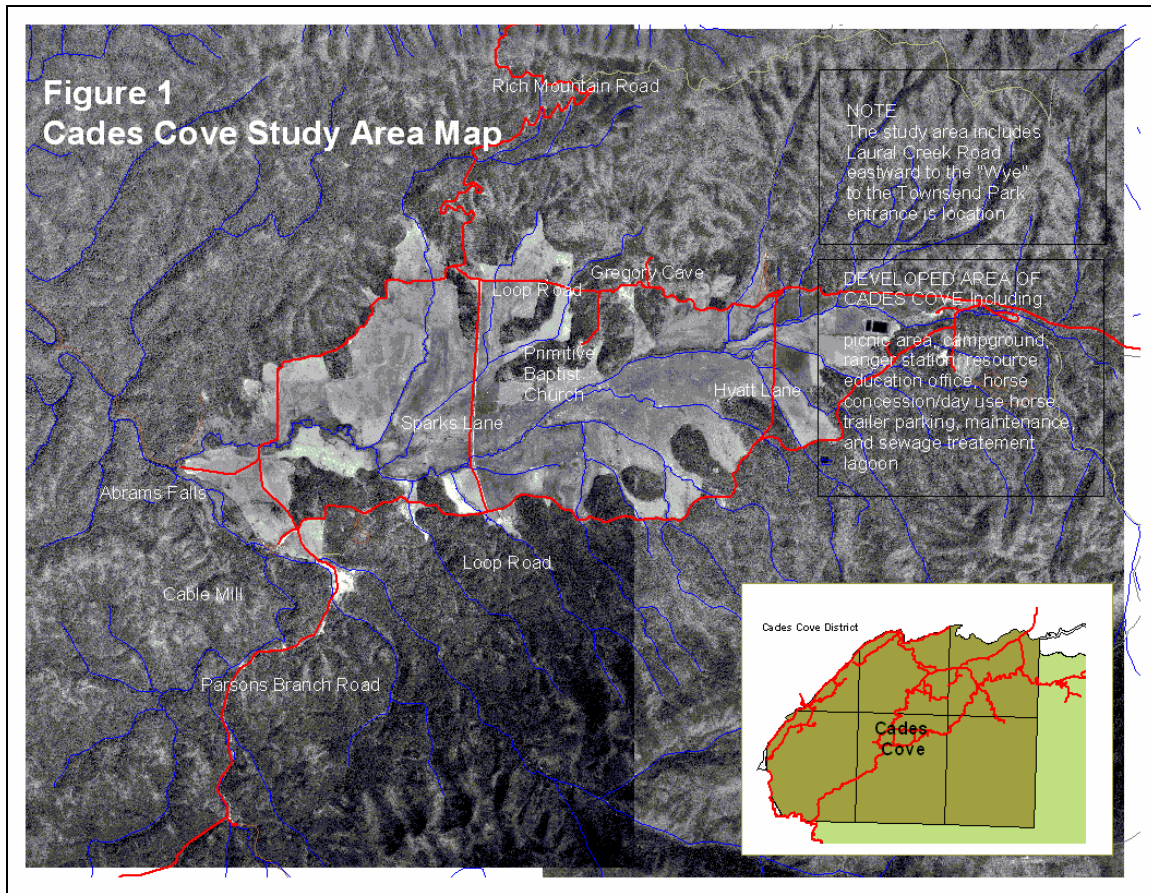 Figure 1
Cades Cove Study Area Map
Rich Mountain Road
NOTE
The study area includes
Laural Creek Road
eastward to the "Wye"
to the Townsend Park
entrance is location
Gregory Cave
Loop Road
DEVELOPED AREA OF
CADES COVE Including
picnic area, campground,
ranger station, resource
education office, horse
concession/day use horse
trailer parking, maintenance,
and sewage treatement
lagoon
Primitive
Baptist
Church
Hyatt Lane
Sparks Lane
Abrams Falls
Loop Road
Cable Mill
Parsons Branch Road
Cades Cove District
Cades
Cove